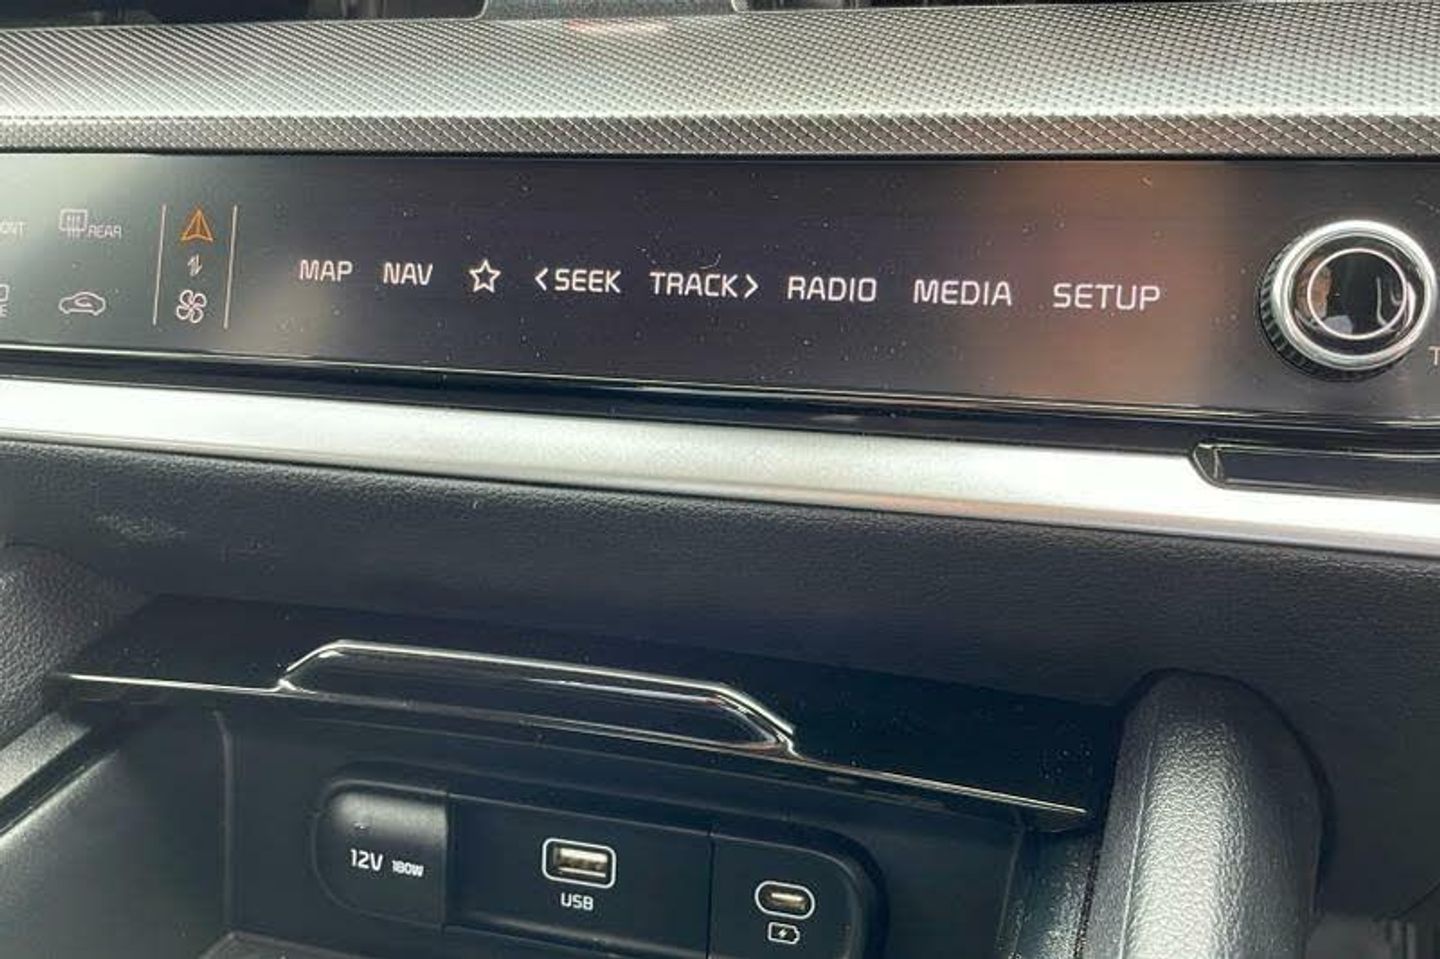 REAR
MAP NAV <SEEK TRACK> RADIO MEDIA SETUP
12V 180W
USB